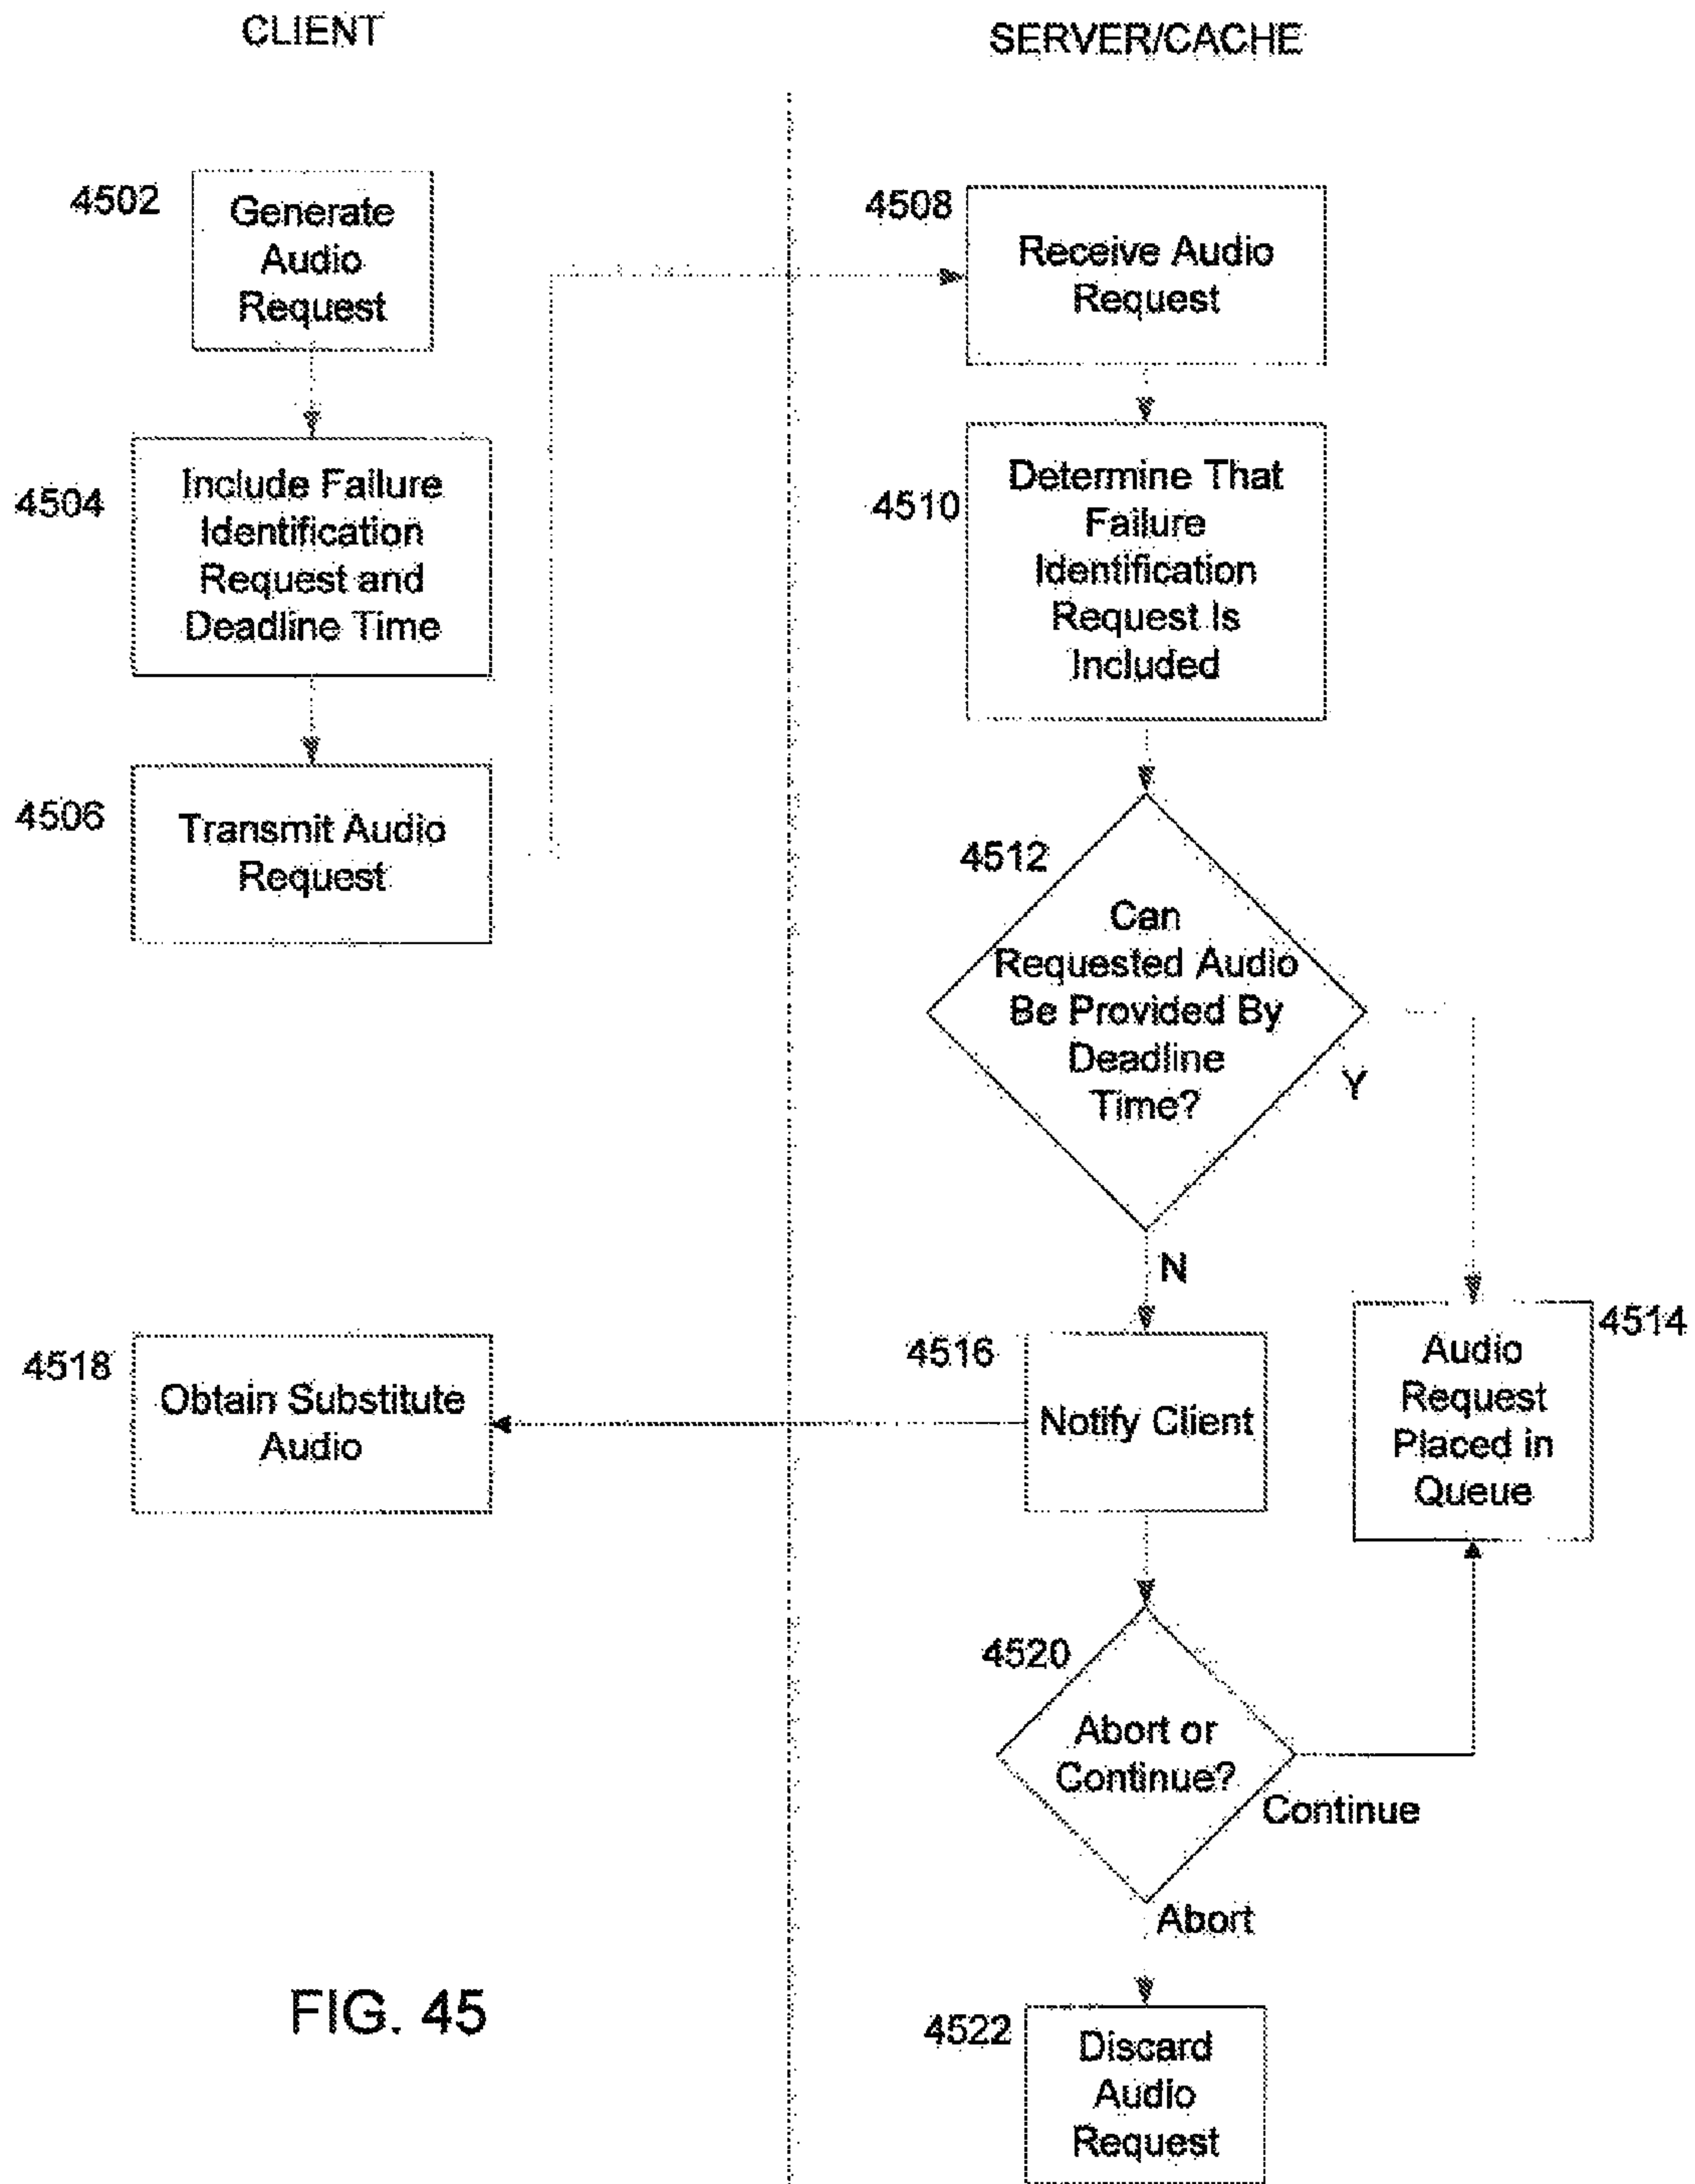 CLIENT
SERVER/CACHE
4502
Generate
Audio
Request
4504
Include Failure
Identification
Request and
Deadline Time
4506
Transmit Audio
Request
4508
Receive Audio
Request
4510
Determine That
Failure
Identification
Request Is
Included
4512
Can
Requested Audio
Be Provided By
Deadline
Time?
Y
N
4514
Audio
Request
Placed in
Queue
4516
Notify Client
4518
Obtain Substitute
Audio
4520
Abort or
Continue?
Continue
Abort
4522
Discard
Audio
Request
FIG. 45